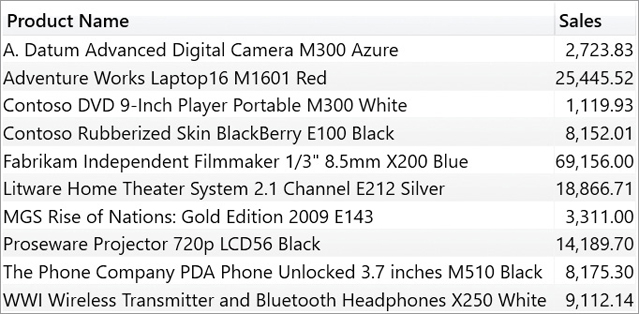 Product Name Sales
A. Datum Advanced Digital Camera M300 Azure 2,723.83
Adventure Works Laptop16 M1601 Red 25,445.52
Contoso DVD 9-Inch Player Portable M300 White 1,119.93
Contoso Rubberized Skin BlackBerry E100 Black 8,152.01
Fabrikam Independent Filmmaker 1/3" 8.5mm X200 Blue 69,156.00
Litware Home Theater System 2.1 Channel E212 Silver 18,866.71
MGS Rise of Nations: Gold Edition 2009 E143 3,311.00
Proseware Projector 720p LCD56 Black 14,189.70
The Phone Company PDA Phone Unlocked 3.7 inches M510 Black 8,175.30
WWI Wireless Transmitter and Bluetooth Headphones X250 White 9,112.14